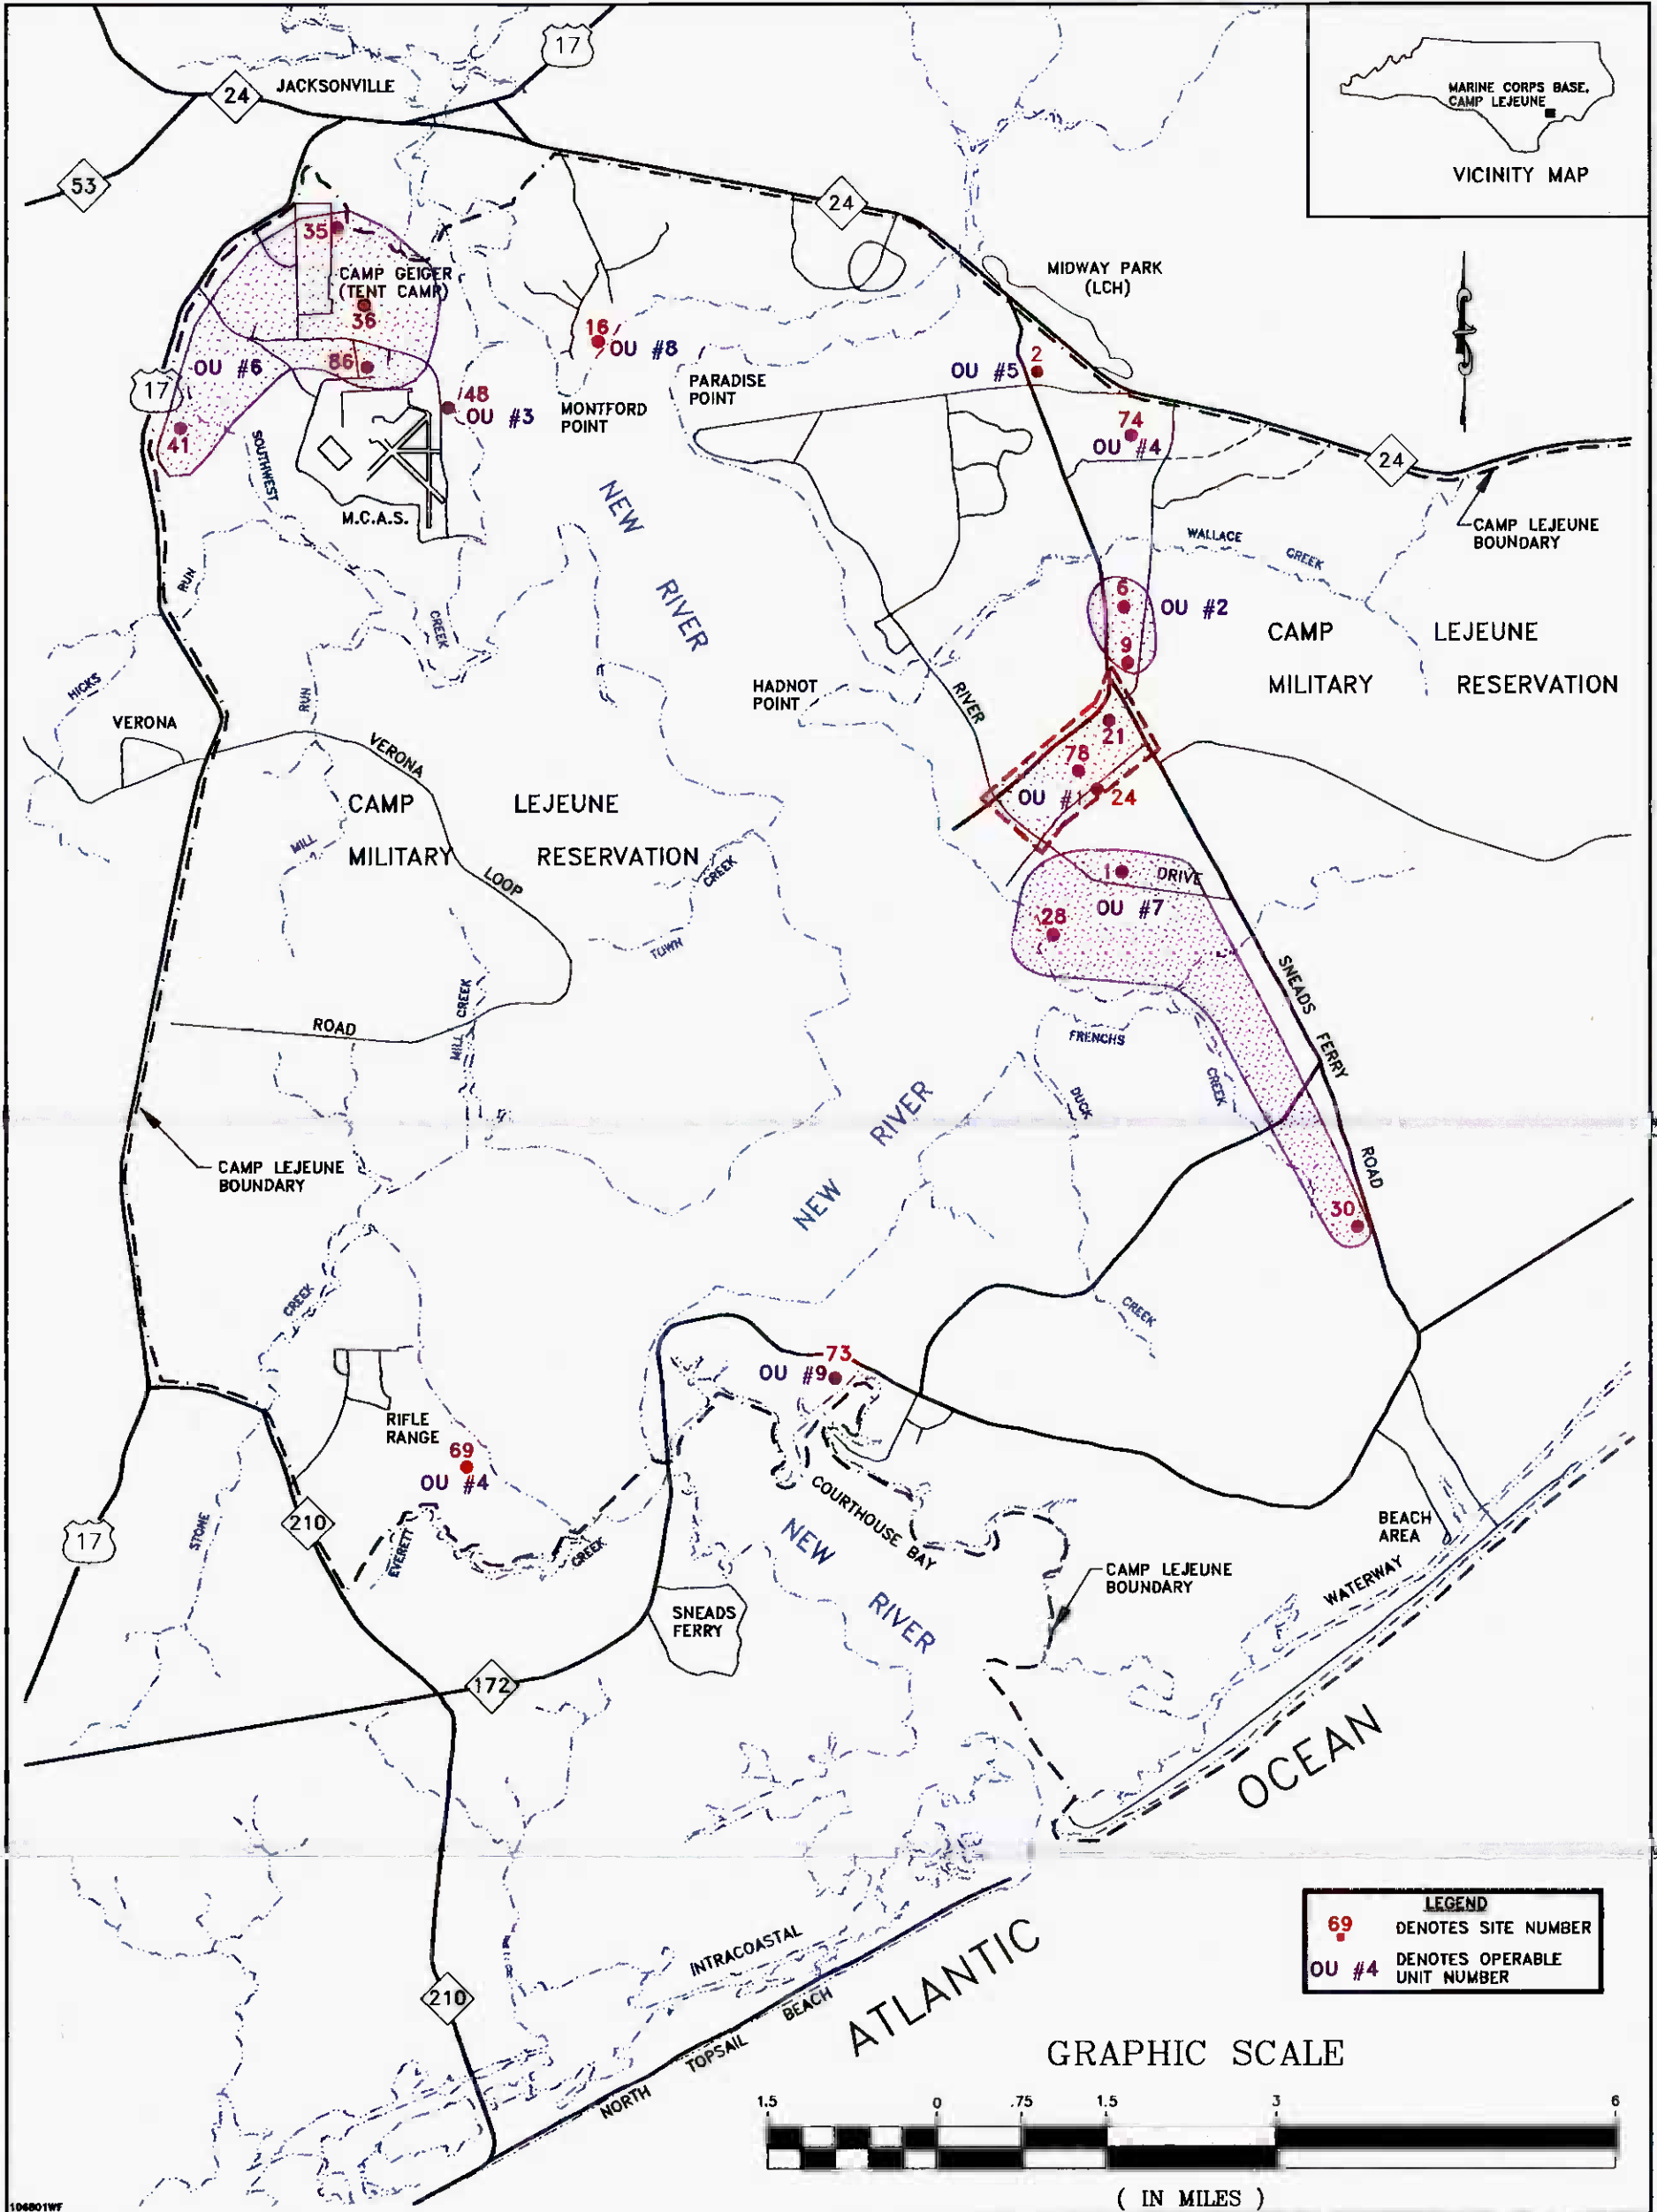 17
JACKSONVILLE
24
53
MARINE CORPS BASE,
CAMP LEJEUNE
VICINITY MAP
24
35
CAMP GEIGER
(TENT CAMP)
36
86
OU #6
17
41
MIDWAY PARK
(LCH)
16
OU #8
2
OU #5
PARADISE
POINT
48
OU #3
MONTFORD
POINT
74
OU #4
24
SOUTHWEST
CREEK
M.C.A.S.
NEW
RIVER
CAMP LEJEUNE
BOUNDARY
WALLACE
CREEK
6
OU #2
9
CAMP LEJEUNE
MILITARY RESERVATION
RUN
HICKS
RUN
VERONA
HADNOT
POINT
RIVER
21
78
OU #1
24
VERONA
LOOP
CAMP LEJEUNE
MILITARY RESERVATION
MILL
CREEK
TOWN
1
DRIVE
OU #7
28
SNEADS
FERRY
ROAD
ROAD
MILL CREEK
FRENCHS
CREEK
DUCK
CREEK
NEW RIVER
CAMP LEJEUNE
BOUNDARY
30
CREEK
STONE
73
OU #9
RIFLE
RANGE
69
OU #4
210
17
EVERETT
CREEK
COURTHOUSE BAY
NEW
RIVER
BEACH
AREA
CAMP LEJEUNE
BOUNDARY
WATERWAY
SNEADS
FERRY
172
OCEAN
ATLANTIC
INTRACOASTAL
NORTH TOPSAIL BEACH
210
LEGEND
69 DENOTES SITE NUMBER
OU #4 DENOTES OPERABLE
UNIT NUMBER
GRAPHIC SCALE
1.5 0 .75 1.5 3 6
( IN MILES )
106801WF